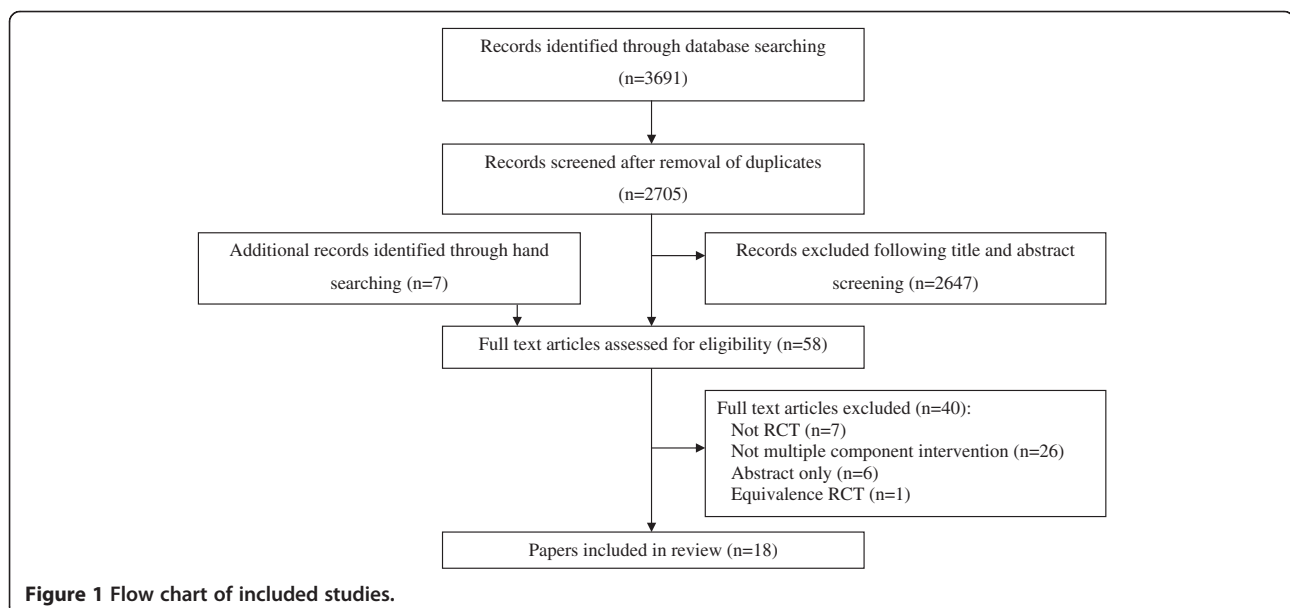 Records identified through database searching
(n=3691)
Records screened after removal of duplicates
(n=2705)
Additional records identified through hand
searching (n=7)
Records excluded following title and abstract
screening (n=2647)
Full text articles assessed for eligibility (n=58)
Full text articles excluded (n=40):
Not RCT (n=7)
Not multiple component intervention (n=26)
Abstract only (n=6)
Equivalence RCT (n=1)
Papers included in review (n=18)
Figure 1 Flow chart of included studies.